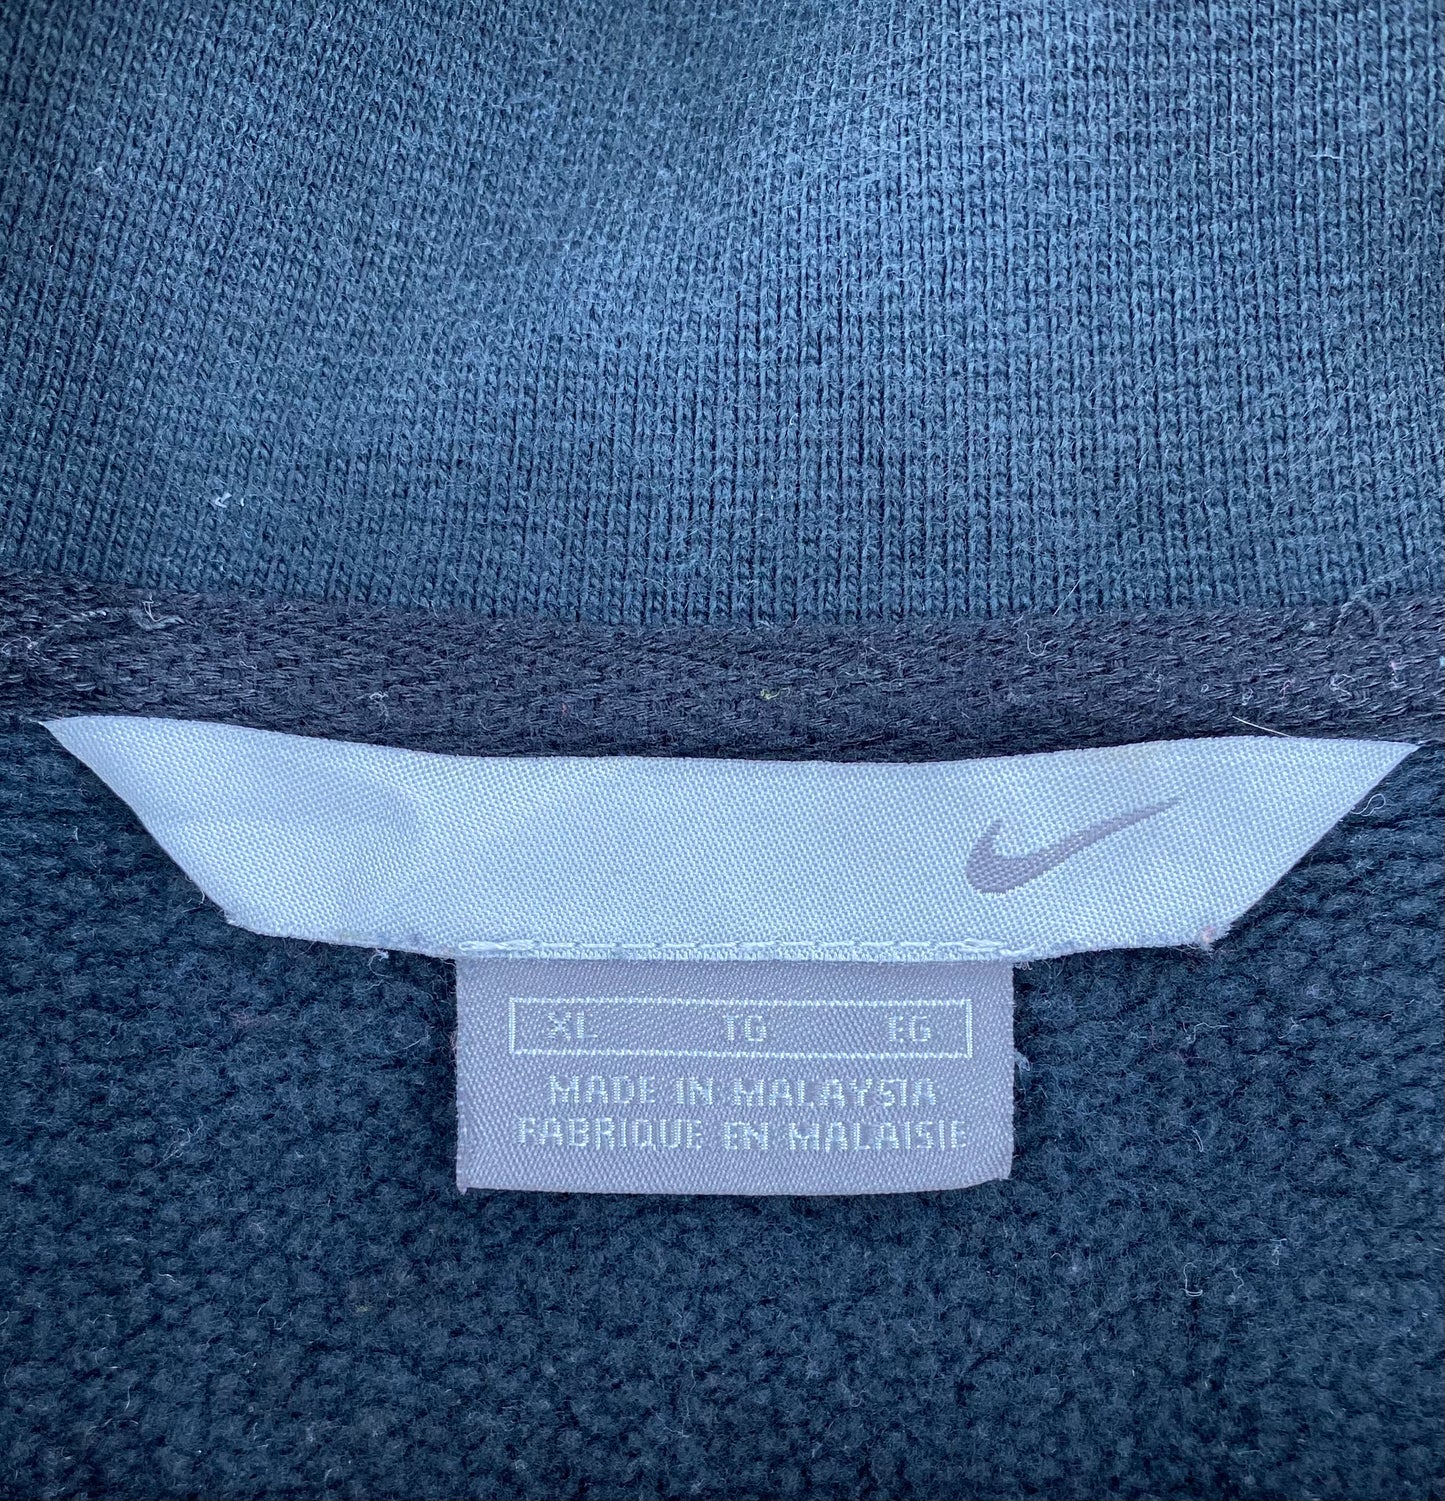 XL TG EG
MADE IN MALAYSIA
FABRIQUE EN MALAISIE